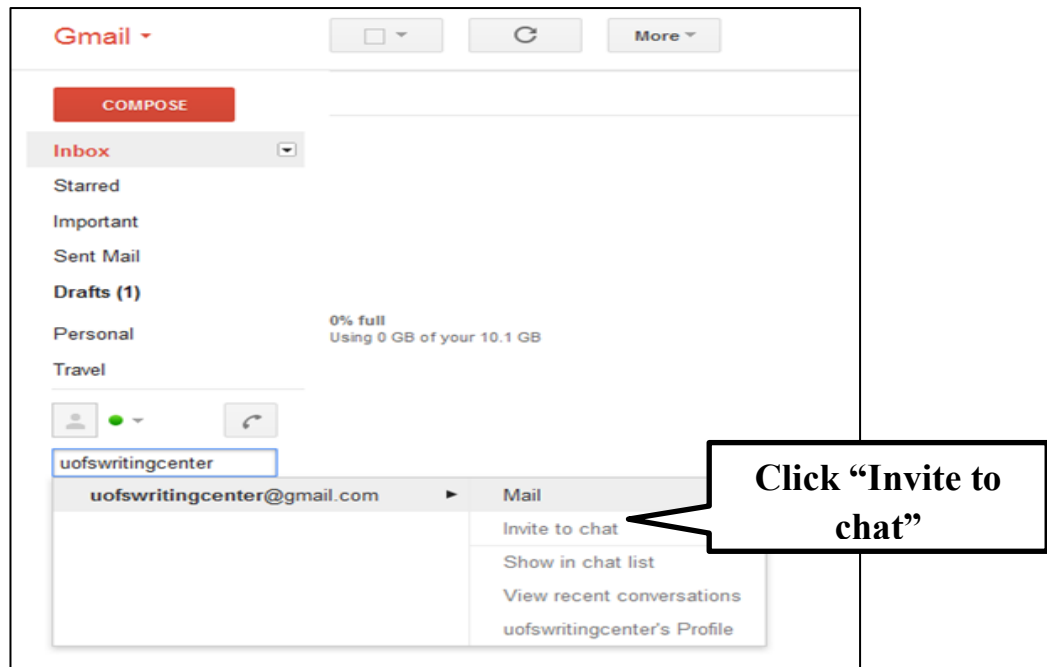 Gmail
More
COMPOSE
Inbox
Starred
Important
Sent Mail
Drafts (1)
Personal
Travel
0% full
Using 0 GB of your 10.1 GB
uofswritingcenter
uofswritingcenter@gmail.com
Mail
Invite to chat
Show in chat list
View recent conversations
uofswritingcenter's Profile
Click “Invite to
chat”